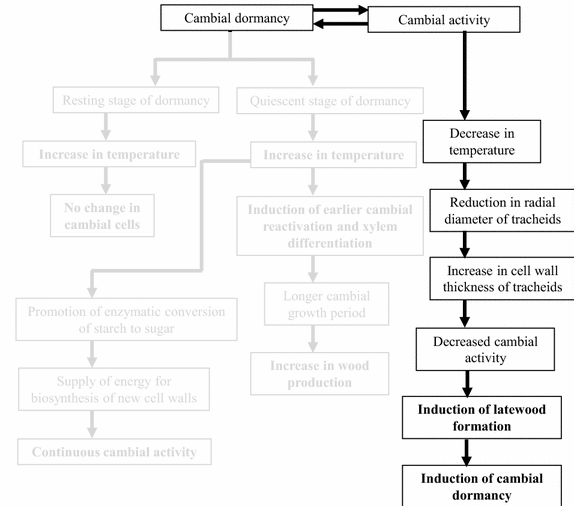 Cambial dormancy
Cambial activity
Resting stage of dormancy
Quiescent stage of dormancy
Decrease in
temperature
Increase in temperature
Increase in temperature
No change in
cambial cells
Induction of earlier cambial
reactivation and xylem
differentiation
Reduction in radial
diameter of tracheids
Increase in cell wall
thickness of tracheids
Longer cambial
growth period
Promotion of enzymatic conversion
of starch to sugar
Decreased cambial
activity
Increase in wood
production
Supply of energy for
biosynthesis of new cell walls
Induction of latewood
formation
Continuous cambial activity
Induction of cambial
dormancy